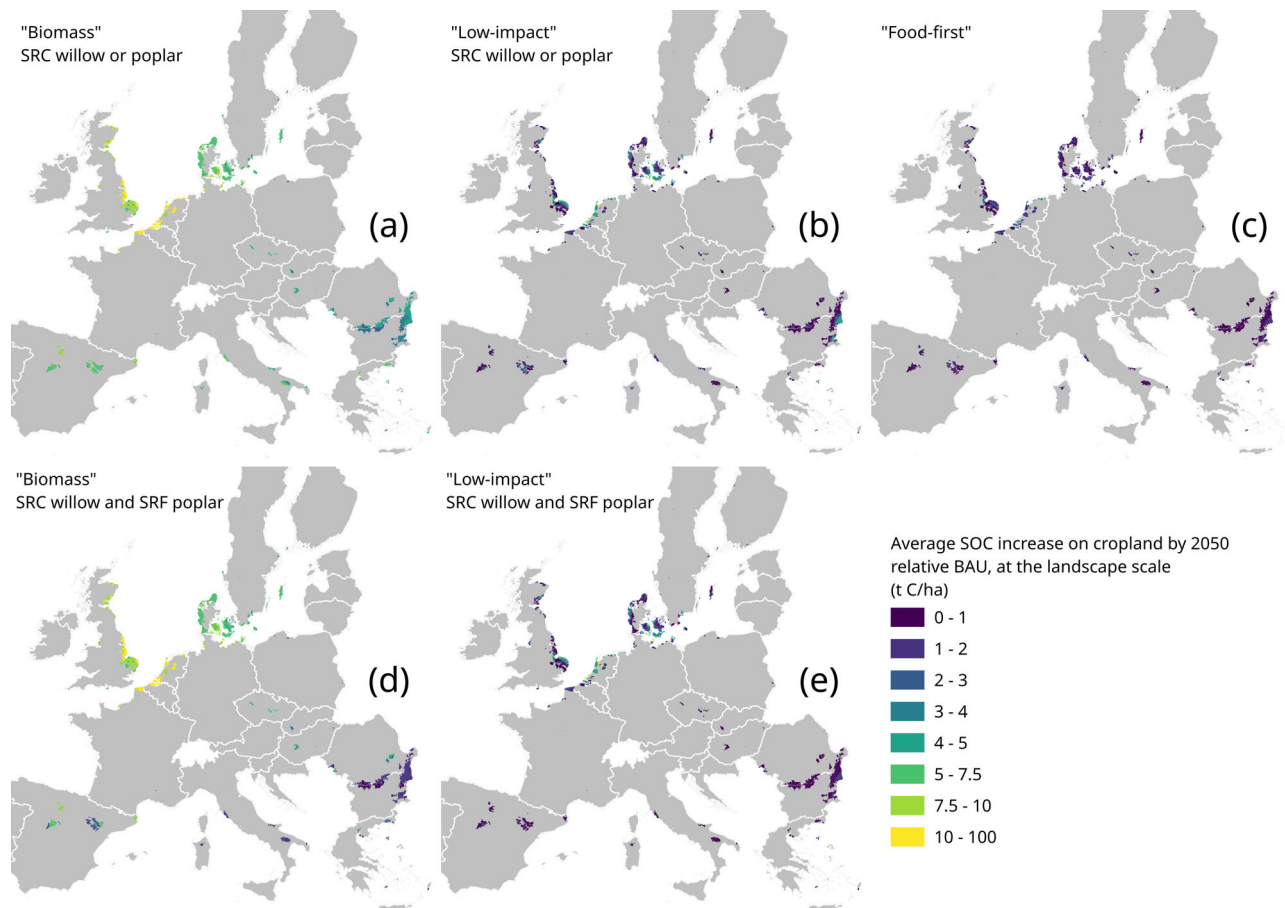 "Biomass"
SRC willow or poplar
(a)
"Low-impact"
SRC willow or poplar
(b)
"Food-first"
(c)
"Biomass"
SRC willow and SRF poplar
(d)
"Low-impact"
SRC willow and SRF poplar
(e)
Average SOC increase on cropland by 2050
relative BAU, at the landscape scale
(t C/ha)
0 - 1
1 - 2
2 - 3
3 - 4
4 - 5
5 - 7.5
7.5 - 10
10 - 100